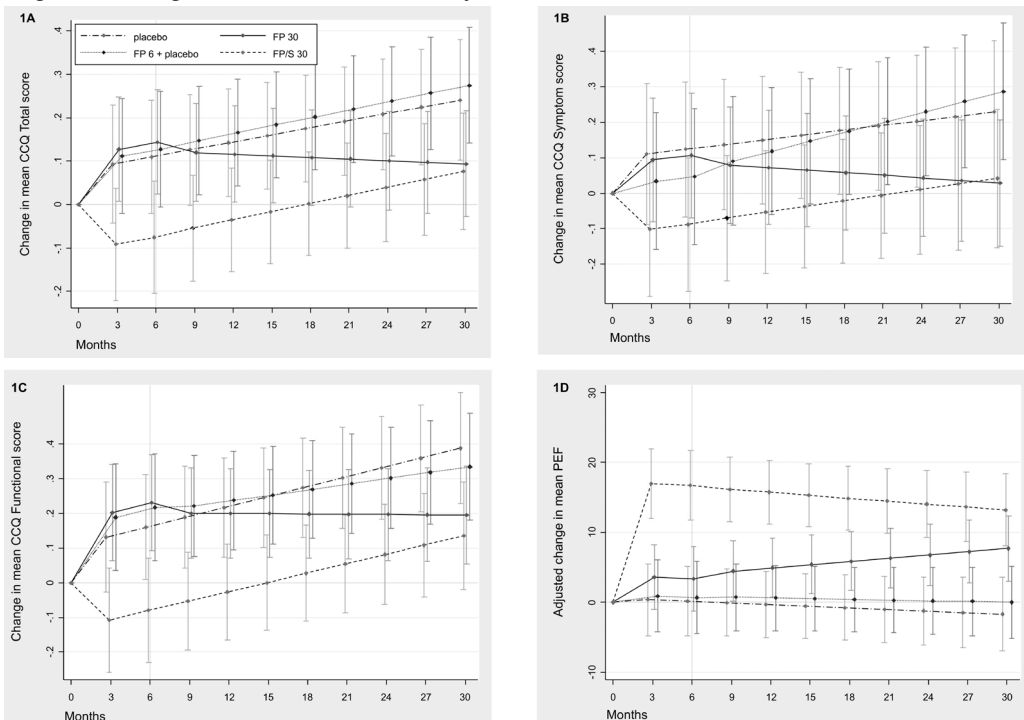 1A
placebo
FP 30
FP 6 + placebo
FP/S 30
Change in mean CCQ Total score
.4
.3
.2
.1
0
-.1
-.2
0 3 6 9 12 15 18 21 24 27 30
Months
1B
Change in mean CCQ Symptom score
.4
.3
.2
.1
0
-.1
-.2
0 3 6 9 12 15 18 21 24 27 30
Months
1C
Change in mean CCQ Functional score
.4
.3
.2
.1
0
-.1
-.2
0 3 6 9 12 15 18 21 24 27 30
Months
1D
Adjusted change in mean PEF
30
20
10
0
-10
0 3 6 9 12 15 18 21 24 27 30
Months